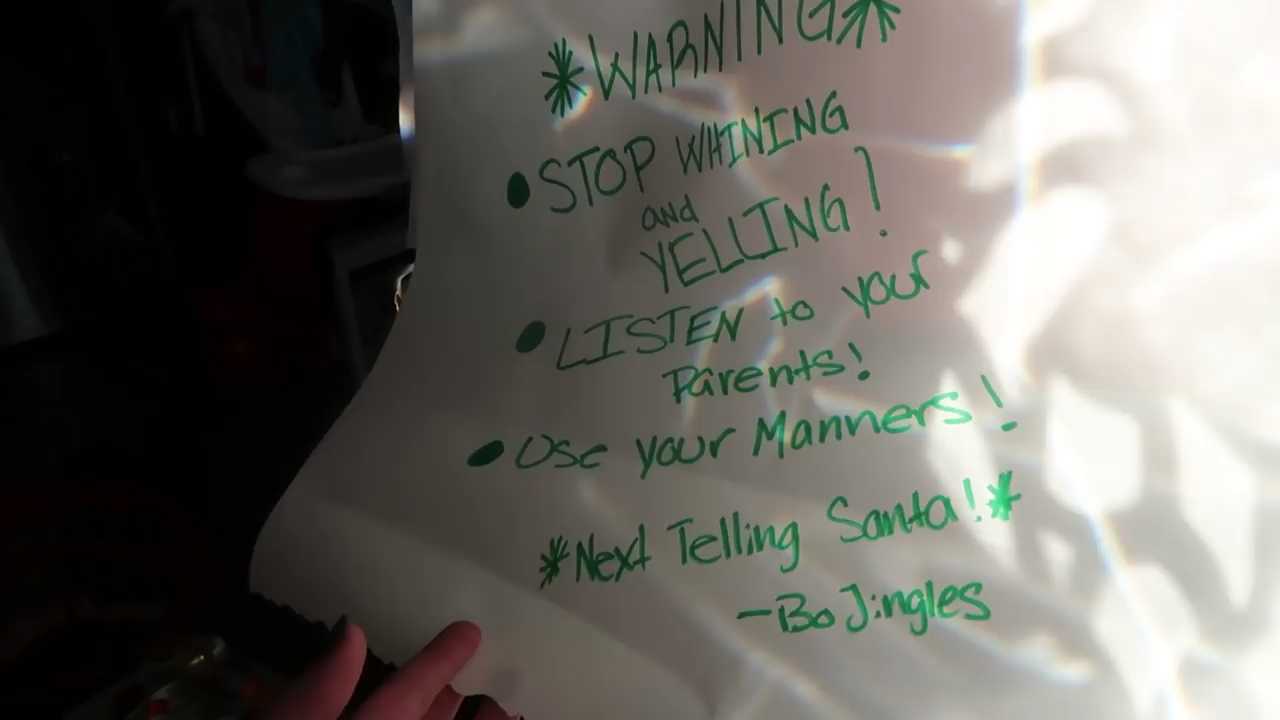 *WARNING*
• STOP WHINING
and
YELLING!
• LISTEN to your
Parents!
• Use your Manners!
*Next Telling Santa!*
-Bo Jingles